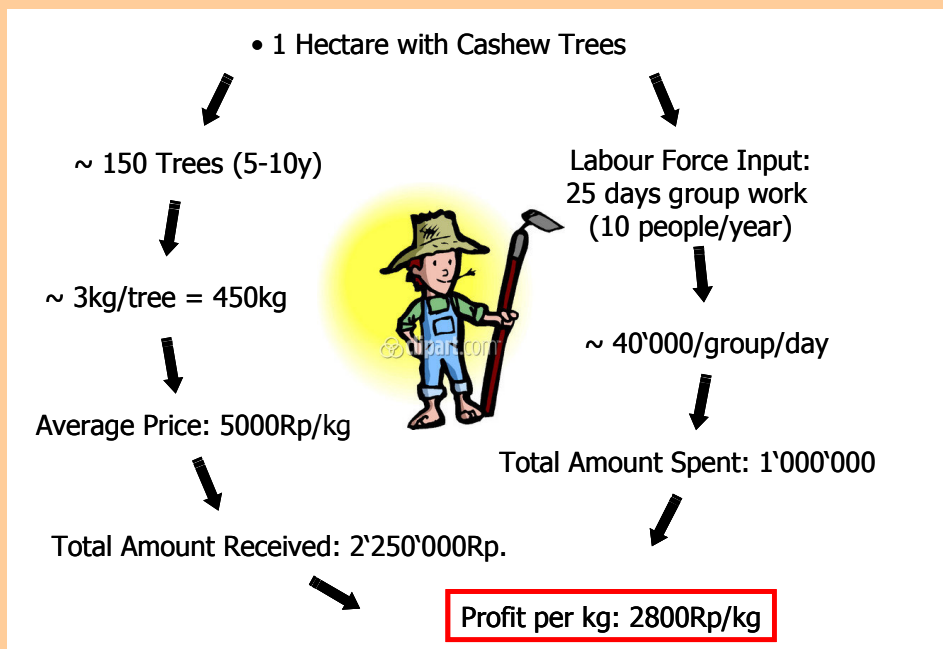 • 1 Hectare with Cashew Trees
~ 150 Trees (5-10y)
~ 3kg/tree = 450kg
Average Price: 5000Rp/kg
Total Amount Received: 2‘250‘000Rp.
Labour Force Input:
25 days group work
(10 people/year)
~ 40‘000/group/day
Total Amount Spent: 1‘000‘000
Profit per kg: 2800Rp/kg
clipart.com